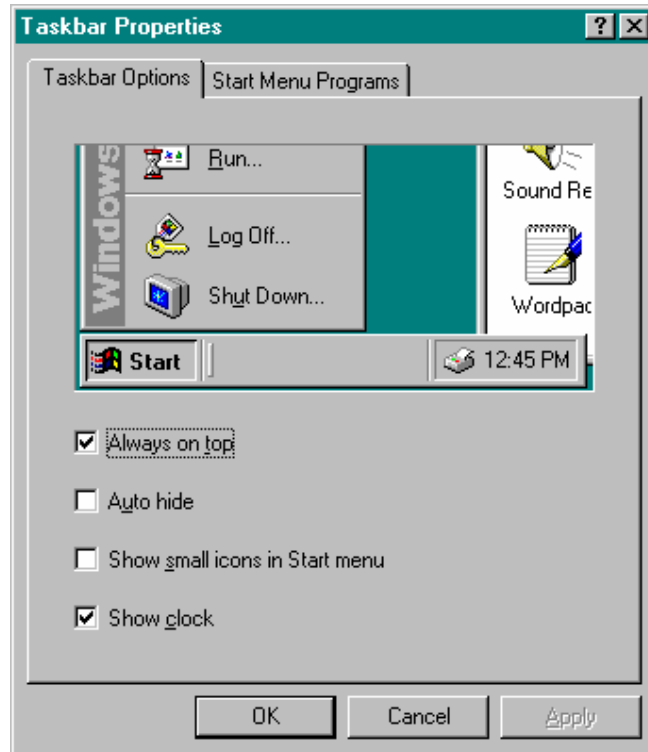 Taskbar Properties
Taskbar Options
Start Menu Programs
Windows
Run...
Log Off...
Shut Down...
Sound Re
Wordpac
Start
12:45 PM
Always on top
Auto hide
Show small icons in Start menu
Show clock
OK
Cancel
Apply